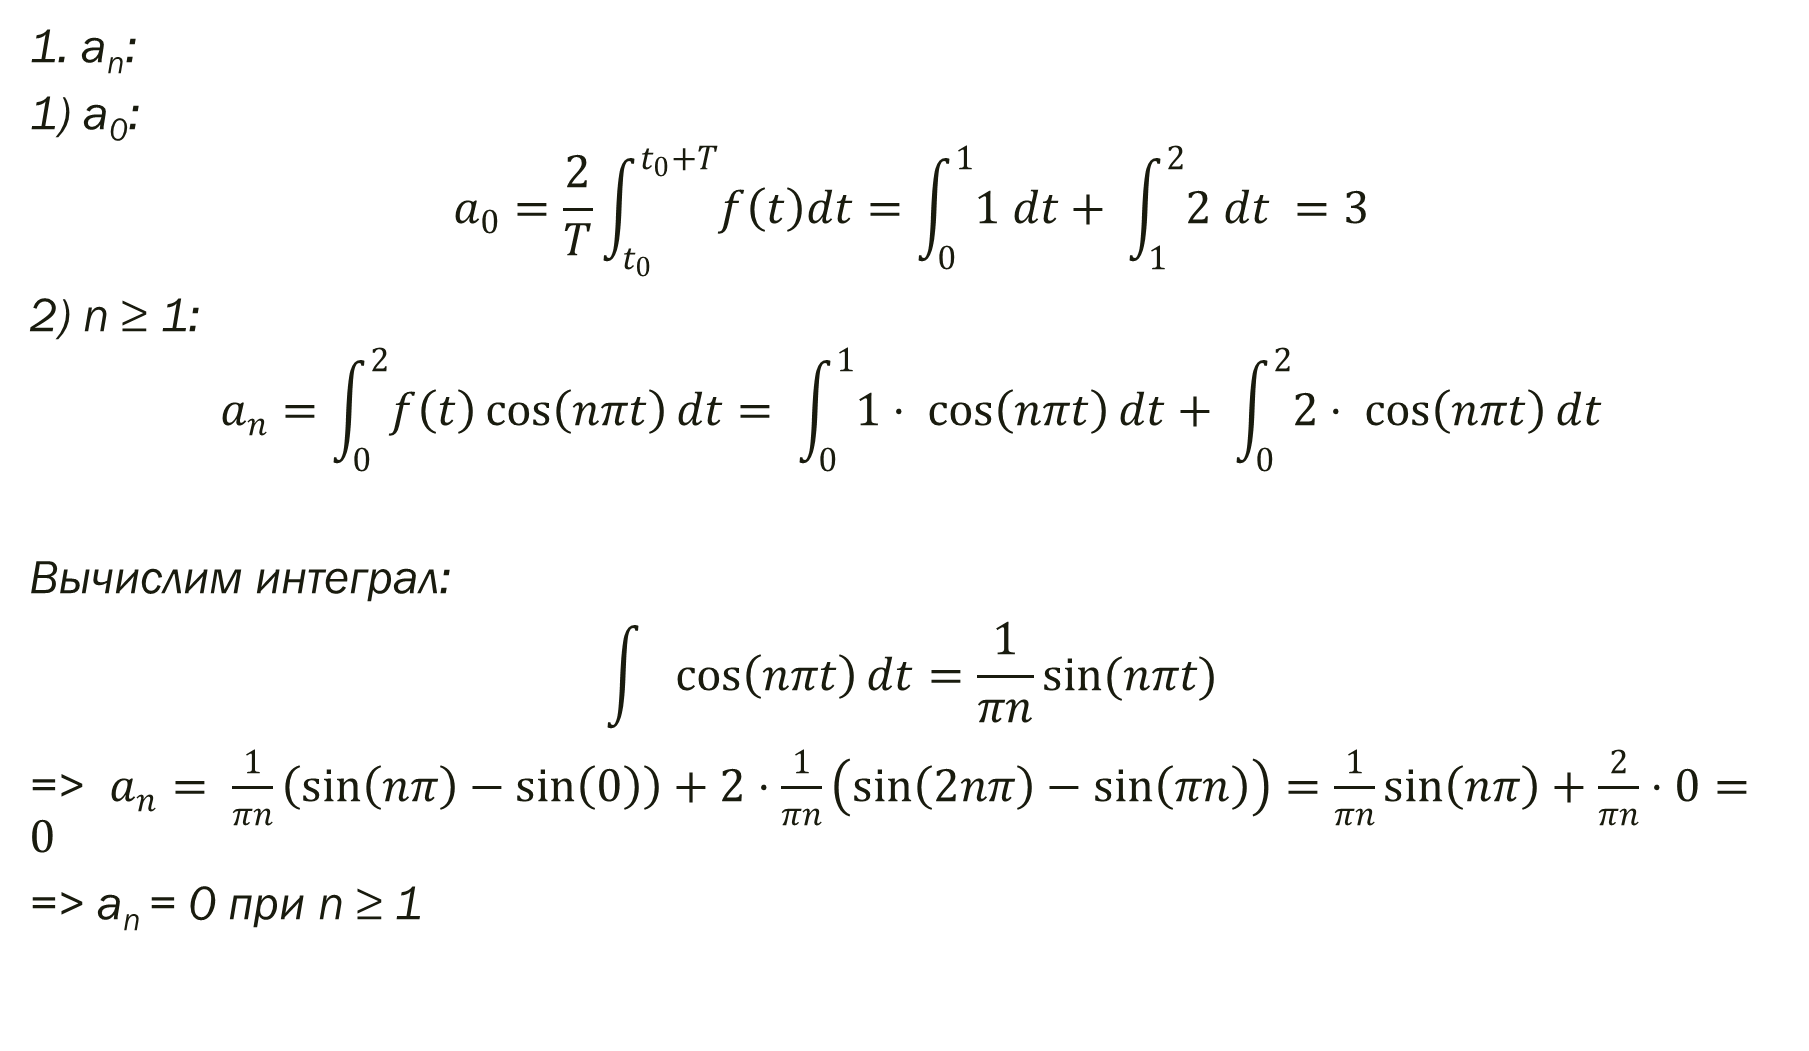 1. aₙ:
1) a₀:
a₀ = 2/T ∫_{t₀}^{t₀+T} f(t)dt = ∫_0^1 1 dt + ∫_1^2 2 dt = 3
2) n ≥ 1:
aₙ = ∫_0^2 f(t) cos(nπt) dt = ∫_0^1 1 · cos(nπt) dt + ∫_0^2 2 · cos(nπt) dt
Вычислим интеграл:
∫ cos(nπt) dt = 1/πn sin(nπt)
=> aₙ = 1/πn (sin(nπ) − sin(0)) + 2 · 1/πn (sin(2nπ) − sin(πn)) = 1/πn sin(nπ) + 2/πn · 0 =
0
=> aₙ = 0 при n ≥ 1